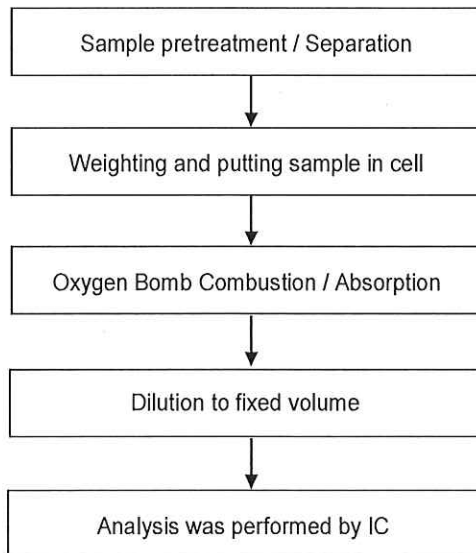 Sample pretreatment / Separation
Weighting and putting sample in cell
Oxygen Bomb Combustion / Absorption
Dilution to fixed volume
Analysis was performed by IC